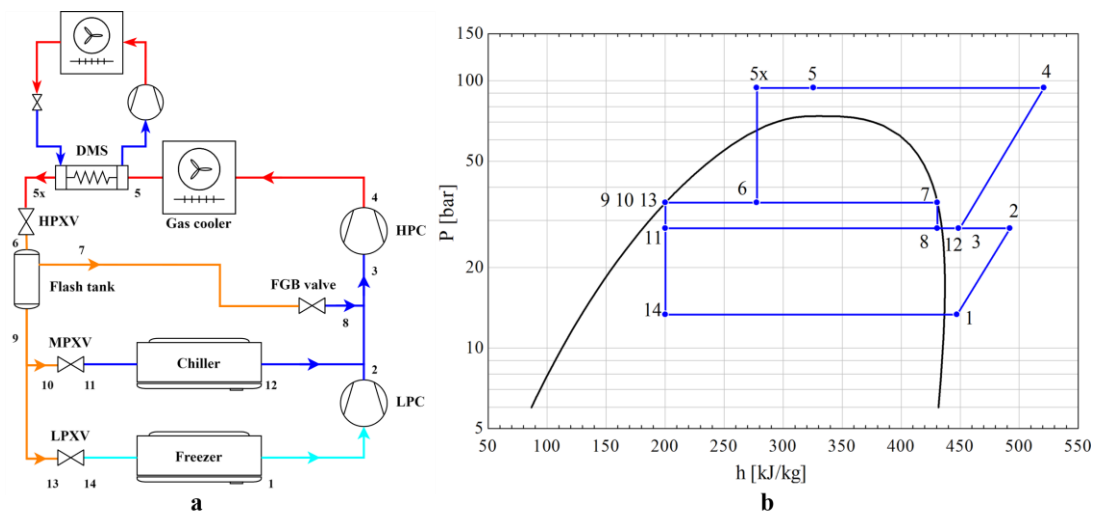 DMS
5x
5
4
Gas cooler
HPXV
HPC
6
7
3
Flash tank
FGB valve
8
9
MPXV
Chiller
2
10
11
12
LPC
LPXV
Freezer
13
14
1
a
b
150
100
50
20
10
5
P [bar]
5x
5
4
9 10 13
6
7
11
8
12
3
2
14
1
50 100 150 200 250 300 350 400 450 500 550
h [kJ/kg]